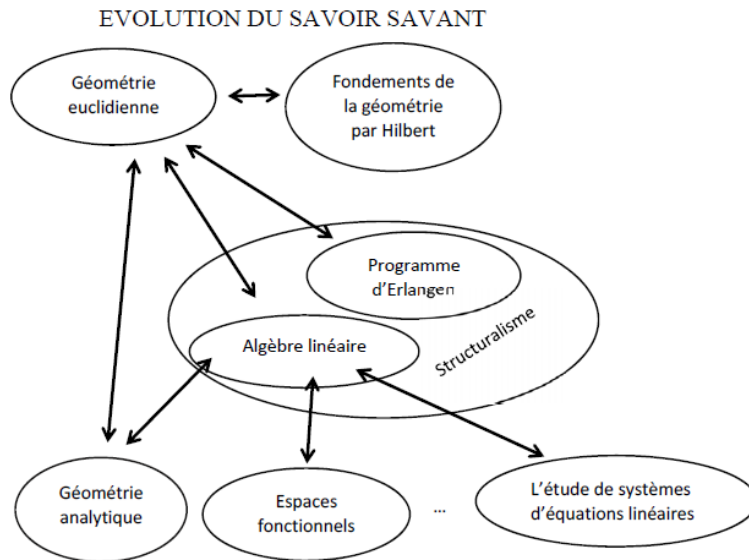 EVOLUTION DU SAVOIR SAVANT
Géométrie
euclidienne
Fondements de
la géométrie
par Hilbert
Programme
d'Erlangen
Structuralisme
Algèbre linéaire
Géométrie
analytique
Espaces
fonctionnels
...
L'étude de systèmes
d'équations linéaires